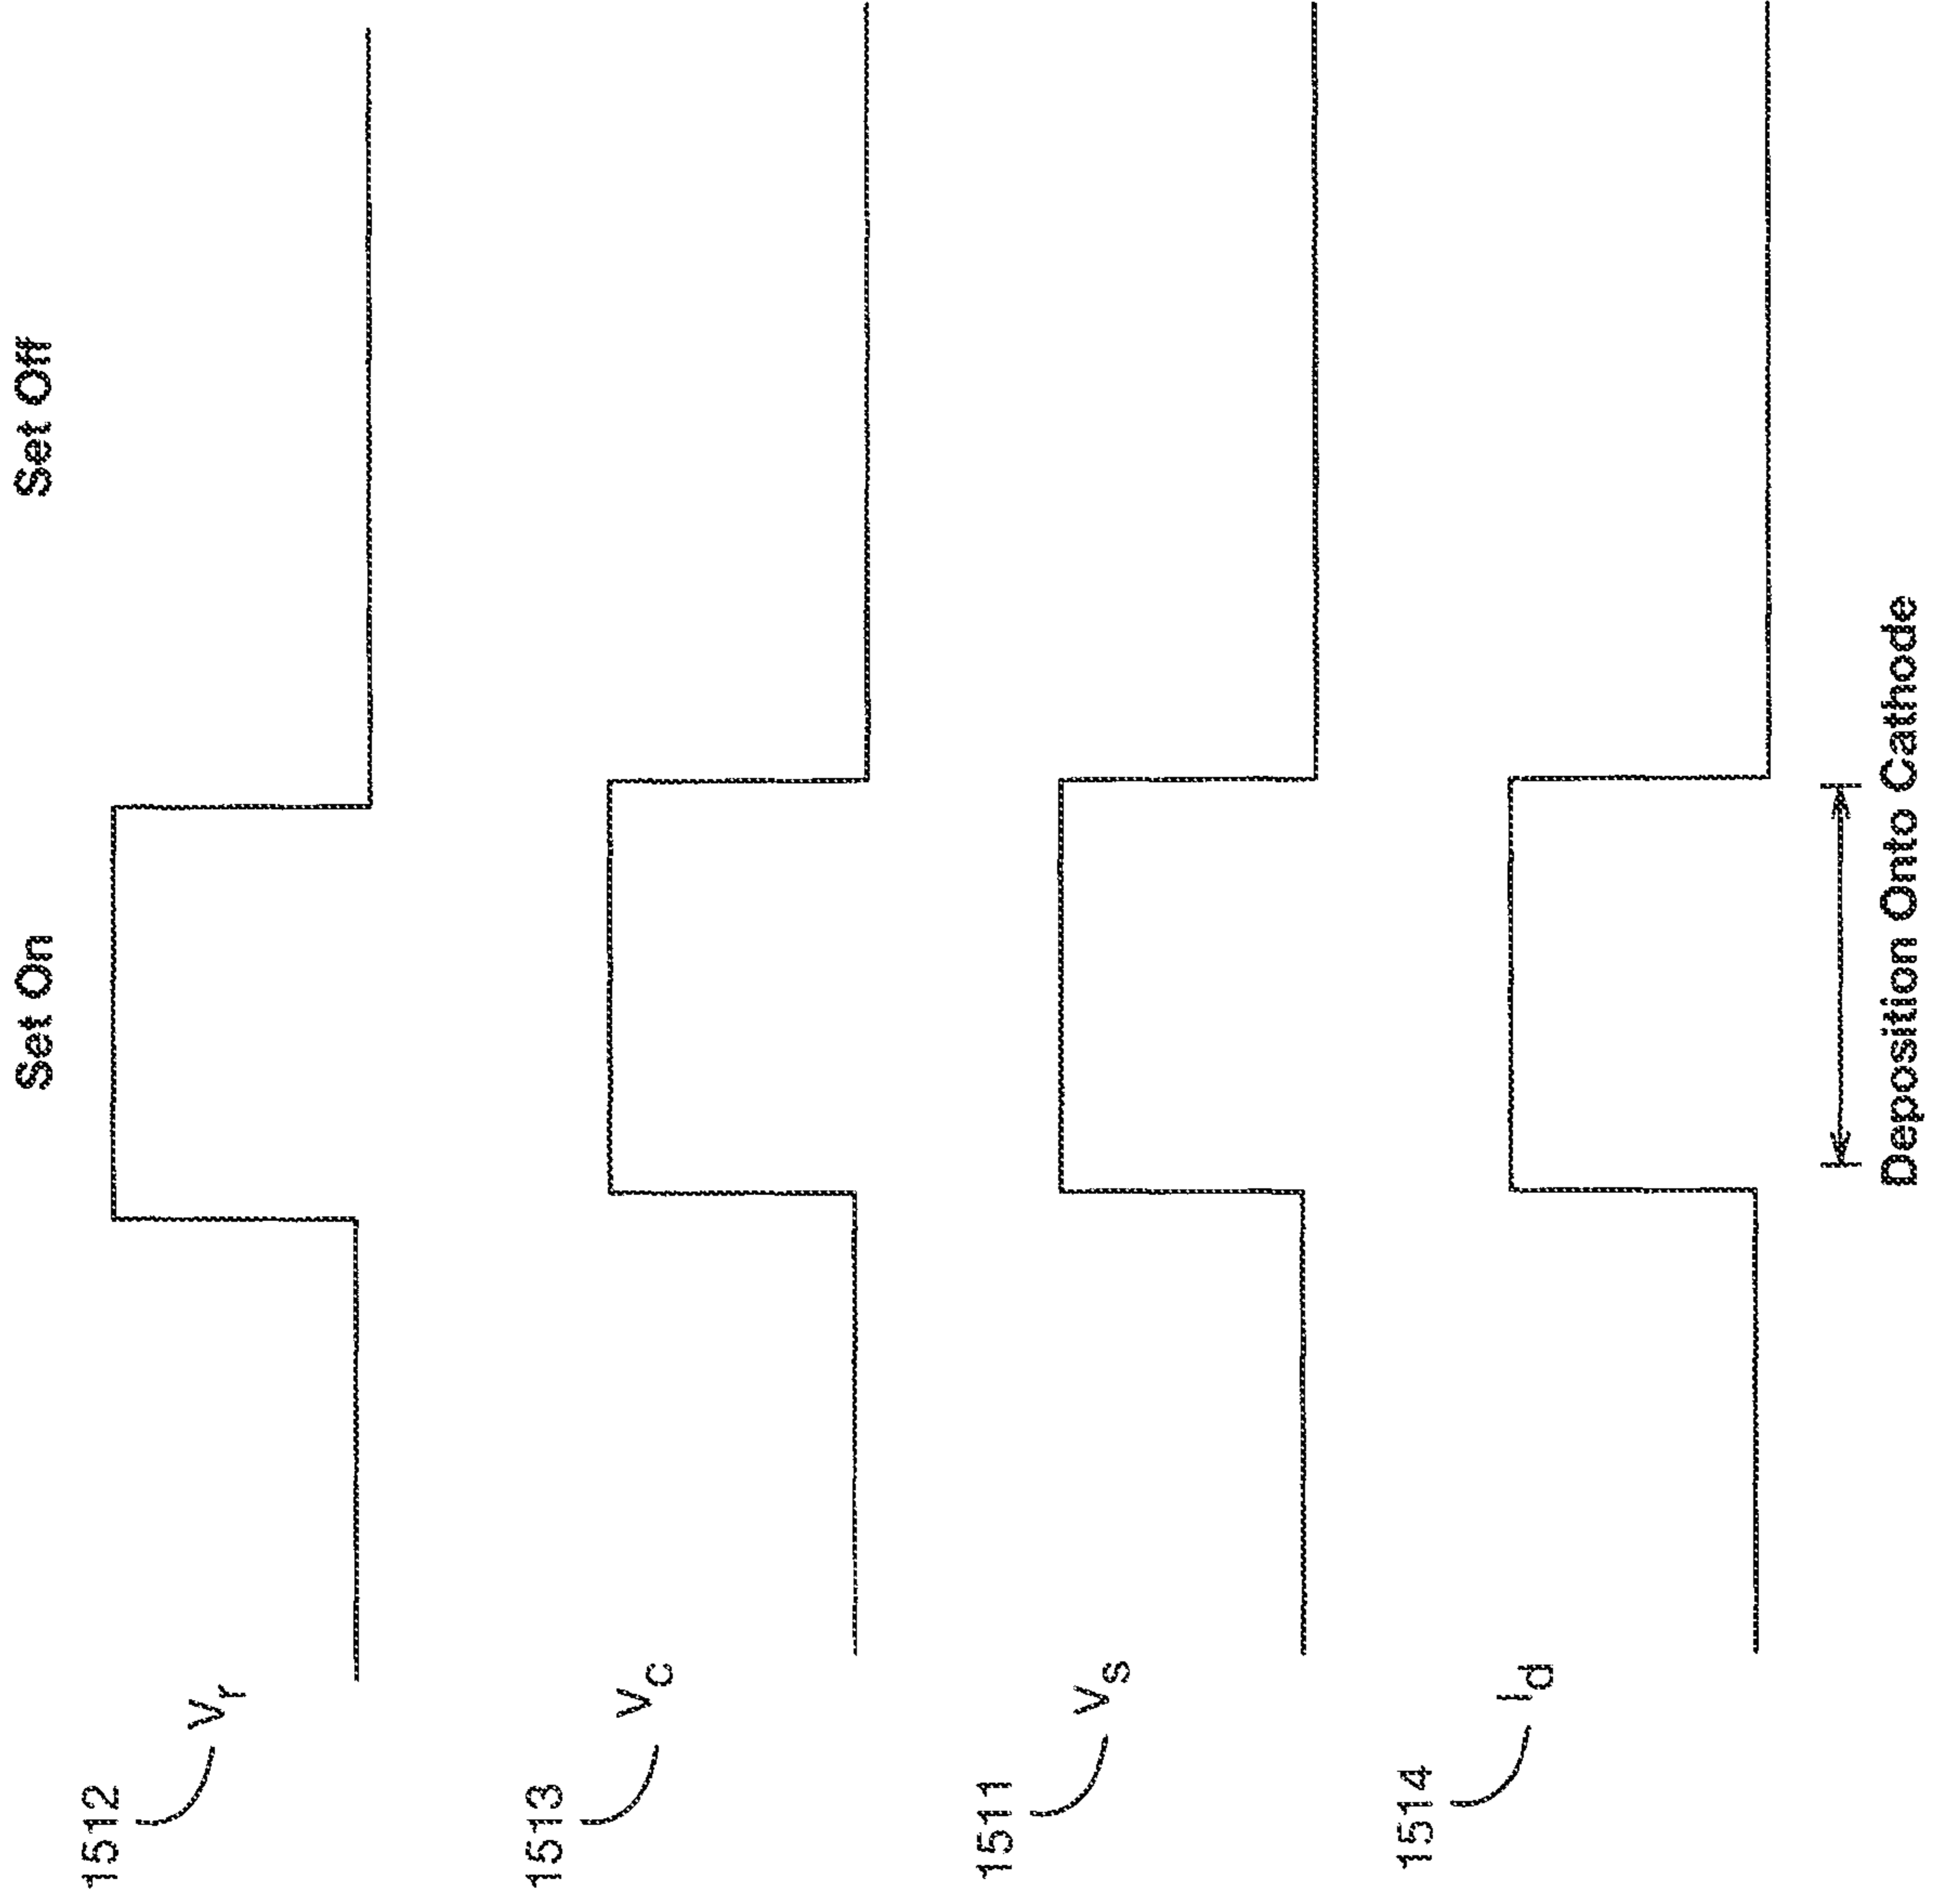 Set On
Set Off
1512
Vr
1513
Vc
1511
Vs
1514
Id
Deposition Onto Cathode